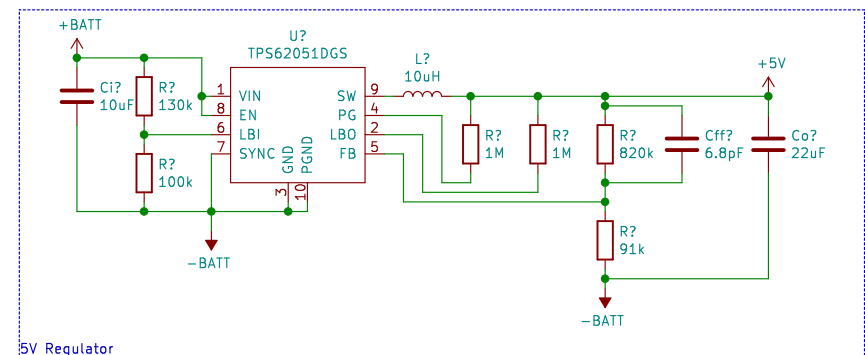 +BATT
U?
TPS62051DGS
L?
10uH
+5V
Ci?
10uF
R?
130k
R?
100k
1
8
6
7
VIN
EN
LBI
SYNC
GND
PGND
3
10
SW
PG
LBO
FB
9
4
2
5
R?
1M
R?
1M
R?
820k
Cff?
6.8pF
Co?
22uF
R?
91k
-BATT
-BATT
5V Regulator